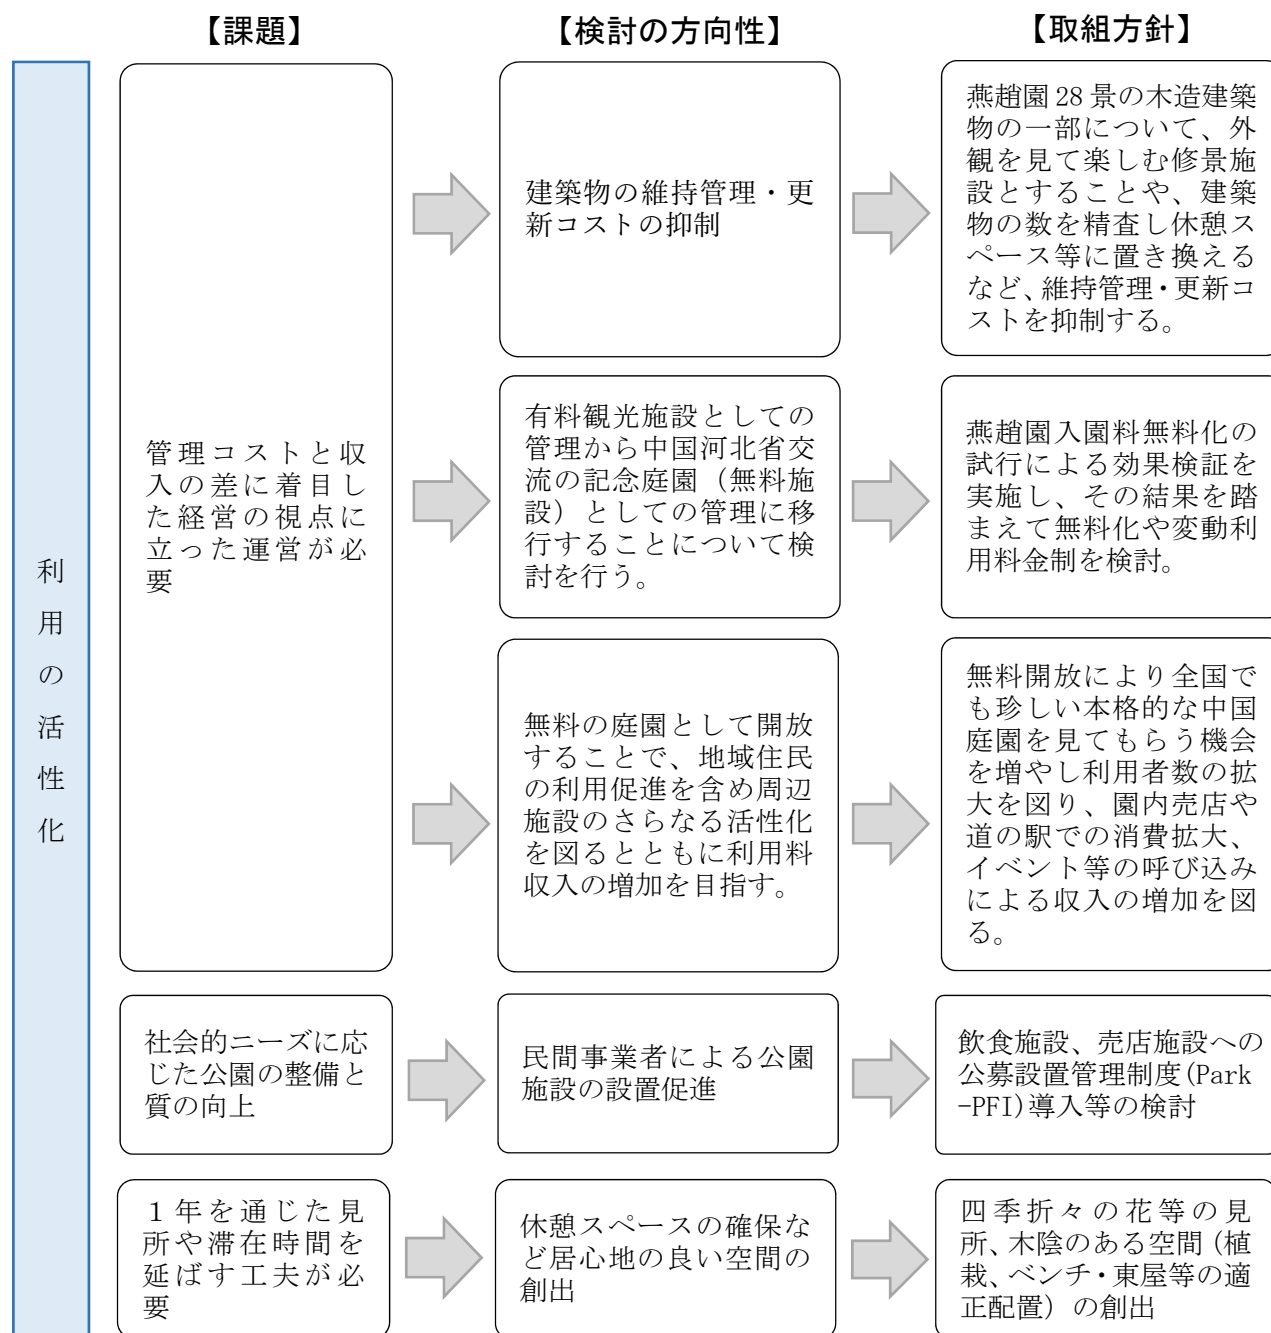 【課題】
【検討の方向性】
【取組方針】
利用の活性化
管理コストと収
入の差に着目し
た経営の視点に
立った運営が必
要
建築物の維持管理・更
新コストの抑制
燕趙園 28 景の木造建築
物の一部について、外
観を見て楽しむ修景施
設とすることや、建築
物の数を精査し休憩ス
ペース等に置き換える
など、維持管理・更新コ
ストを抑制する。
有料観光施設としての
管理から中国河北省交
流の記念庭園（無料施
設）としての管理に移
行することについて検
討を行う。
燕趙園入園料無料化の
試行による効果検証を
実施し、その結果を踏
まえて無料化や変動利
用料金制を検討。
無料の庭園として開放
することで、地域住民
の利用促進を含め周辺
施設のさらなる活性化
を図るとともに利用料
収入の増加を目指す。
無料開放により全国で
も珍しい本格的な中国
庭園を見てもらう機会
を増やし利用者数の拡
大を図り、園内売店や
道の駅での消費拡大、
イベント等の呼び込み
による収入の増加を図
る。
社会的ニーズに応
じた公園の整備と
質の向上
民間事業者による公園
施設の設置促進
飲食施設、売店施設への
公募設置管理制度(Park
-PFI)導入等の検討
１年を通じた見
所や滞在時間を
延ばす工夫が必
要
休憩スペースの確保な
ど居心地の良い空間の
創出
四季折々の花等の見
所、木陰のある空間（植
栽、ベンチ・東屋等の適
正配置）の創出